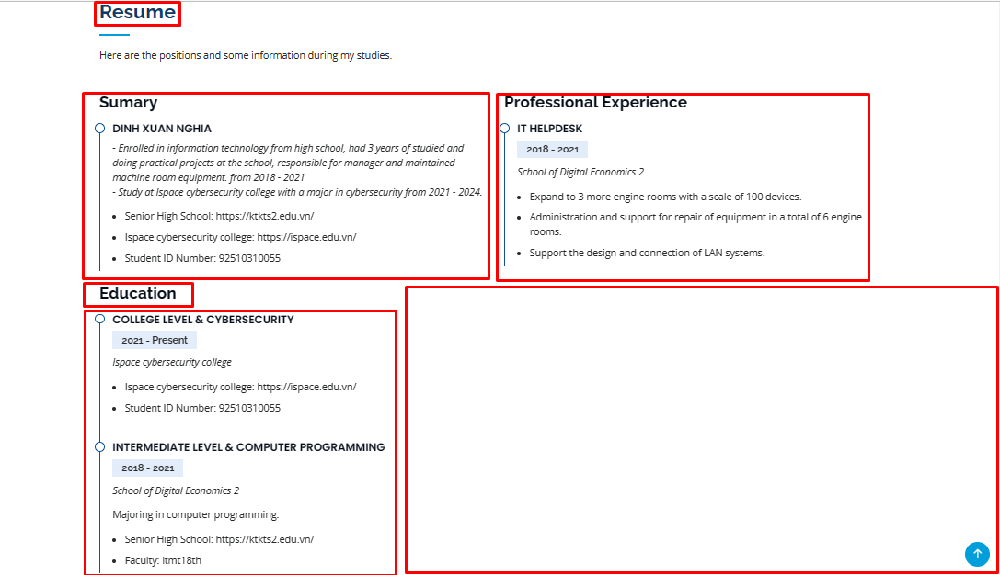 Resume
Here are the positions and some information during my studies.
Sumary
DINH XUAN NGHIA
- Enrolled in information technology from high school, had 3 years of studied and
doing practical projects at the school, responsible for manager and maintained
machine room equipment. from 2018 - 2021
- Study at Ispace cybersecurity college with a major in cybersecurity from 2021 - 2024.
Senior High School: https://ktkts2.edu.vn/
Ispace cybersecurity college: https://ispace.edu.vn/
Student ID Number: 92510310055
Professional Experience
IT HELPDESK
2018 - 2021
School of Digital Economics 2
Expand to 3 more engine rooms with a scale of 100 devices.
Administration and support for repair of equipment in a total of 6 engine
rooms.
Support the design and connection of LAN systems.
Education
COLLEGE LEVEL & CYBERSECURITY
2021 - Present
Ispace cybersecurity college
Ispace cybersecurity college: https://ispace.edu.vn/
Student ID Number: 92510310055
INTERMEDIATE LEVEL & COMPUTER PROGRAMMING
2018 - 2021
School of Digital Economics 2
Majoring in computer programming.
Senior High School: https://ktkts2.edu.vn/
Faculty: ltmt18th